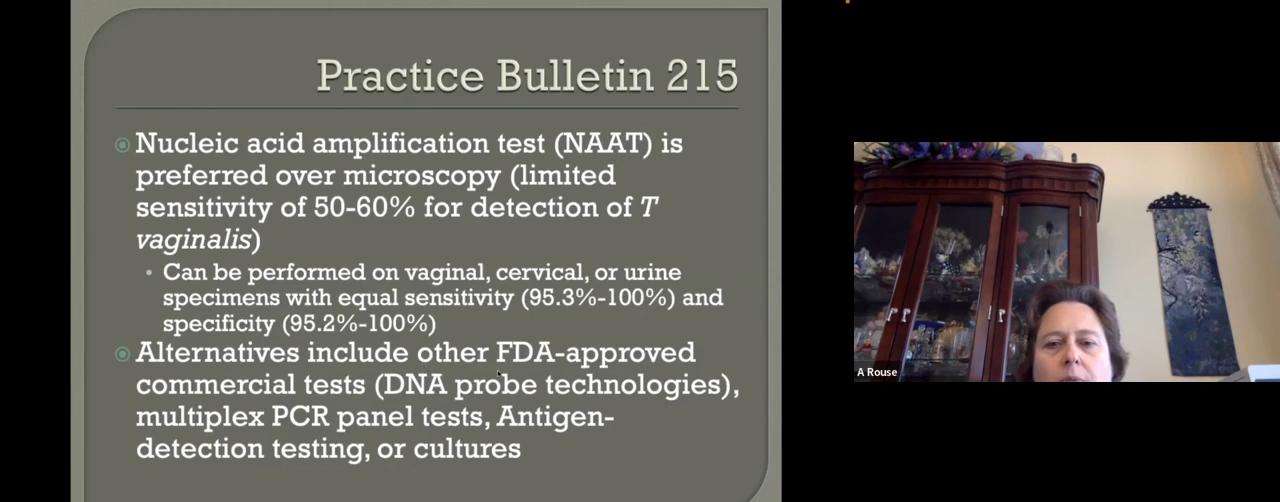 Practice Bulletin 215
Nucleic acid amplification test (NAAT) is
preferred over microscopy (limited
sensitivity of 50-60% for detection of T
vaginalis)
Can be performed on vaginal, cervical, or urine
specimens with equal sensitivity (95.3%-100%) and
specificity (95.2%-100%)
Alternatives include other FDA-approved
commercial tests (DNA probe technologies),
multiplex PCR panel tests, Antigen-
detection testing, or cultures
A Rouse